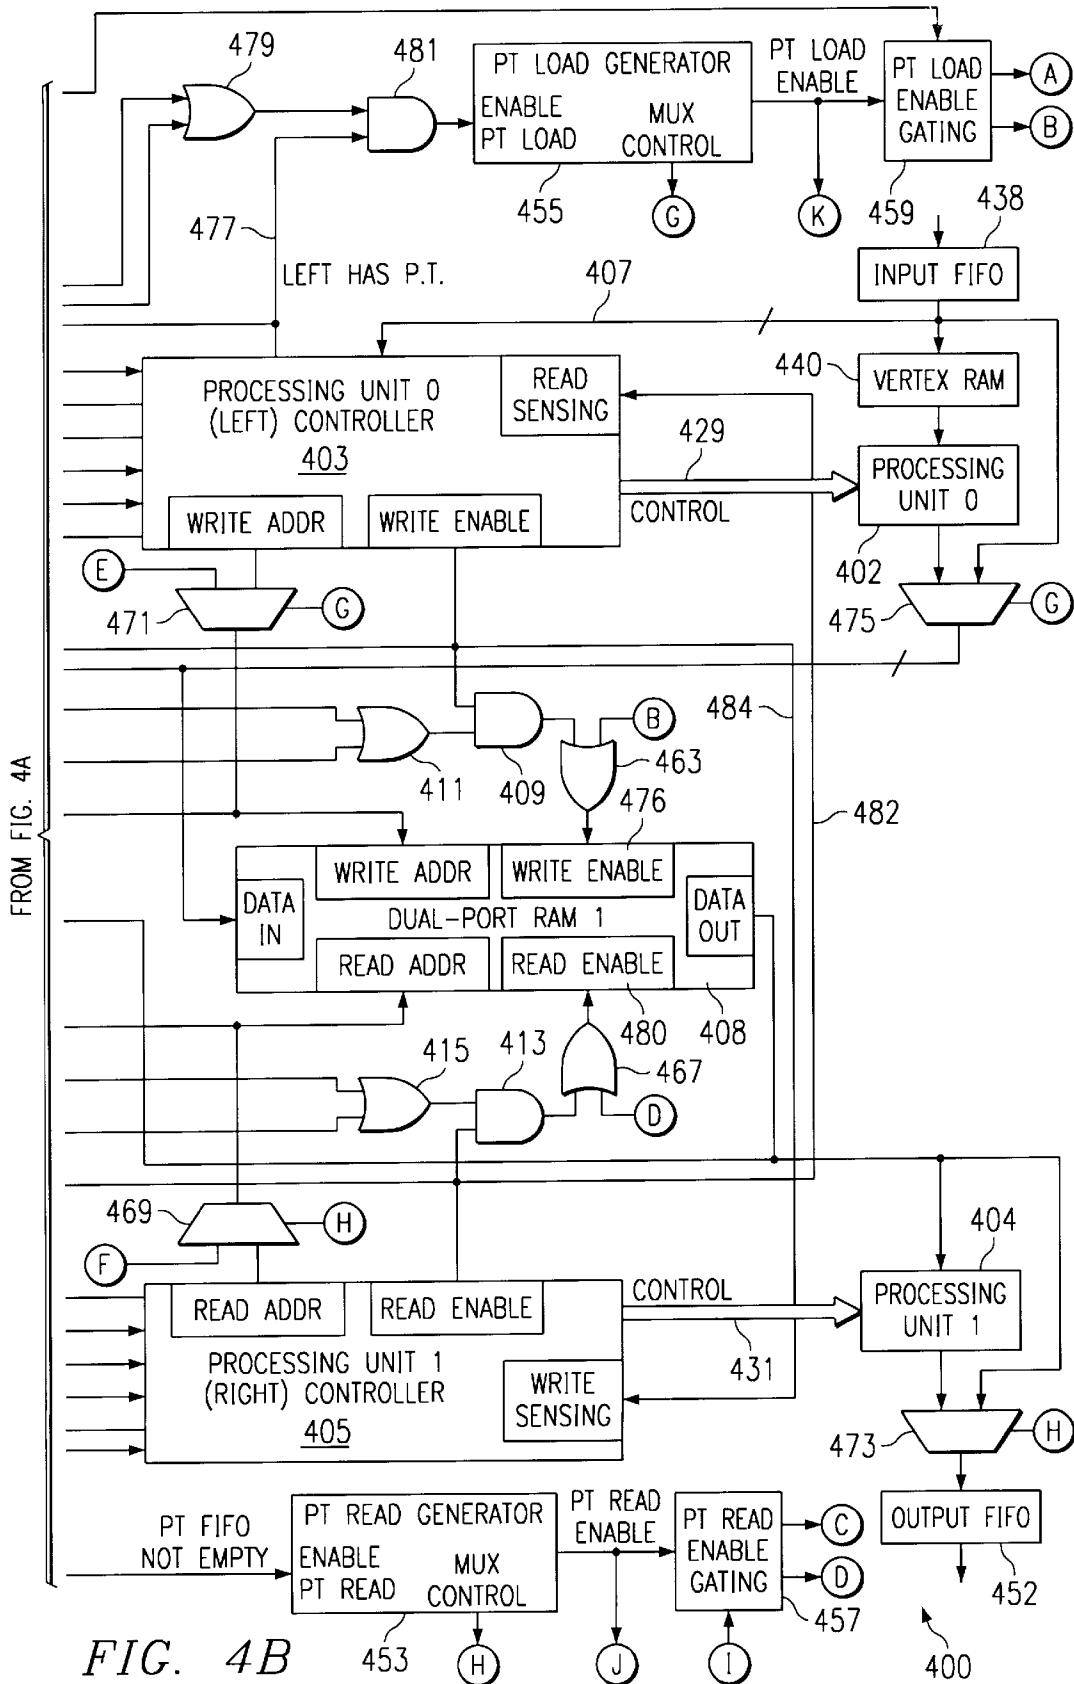 479
481
PT LOAD GENERATOR
ENABLE
PT LOAD
MUX
CONTROL
PT LOAD
ENABLE
PT LOAD
ENABLE
GATING
A
B
455
G
K
459
438
477
LEFT HAS P.T.
407
INPUT FIFO
440
VERTEX RAM
PROCESSING UNIT 0
(LEFT) CONTROLLER
403
READ
SENSING
429
CONTROL
PROCESSING
UNIT 0
WRITE ADDR
WRITE ENABLE
402
E
471
G
475
G
484
B
411
409
463
476
482
FROM FIG. 4A
WRITE ADDR
WRITE ENABLE
DATA
IN
DUAL-PORT RAM 1
DATA
OUT
READ ADDR
READ ENABLE
480
408
415
413
467
D
469
H
F
404
READ ADDR
READ ENABLE
CONTROL
PROCESSING
UNIT 1
431
PROCESSING UNIT 1
(RIGHT) CONTROLLER
405
WRITE
SENSING
473
H
PT FIFO
NOT EMPTY
PT READ GENERATOR
ENABLE
PT READ
MUX
CONTROL
PT READ
ENABLE
PT READ
ENABLE
GATING
C
D
OUTPUT FIFO
452
453
H
J
I
457
400
FIG. 4B